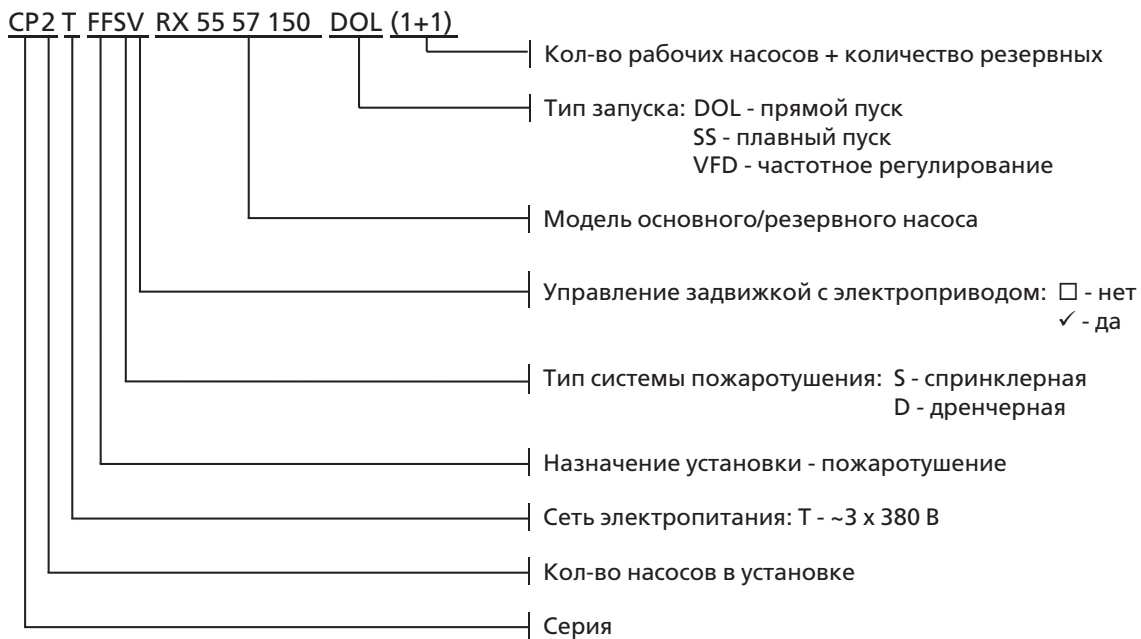 CP2 T FFSV RX 55 57 150 DOL (1+1)
Кол-во рабочих насосов + количество резервных
Тип запуска: DOL - прямой пуск
SS - плавный пуск
VFD - частотное регулирование
Модель основного/резервного насоса
Управление задвижкой с электроприводом: ☐ - нет
✓ - да
Тип системы пожаротушения: S - спринклерная
D - дренчерная
Назначение установки - пожаротушение
Сеть электропитания: T - ~3 х 380 В
Кол-во насосов в установке
Серия